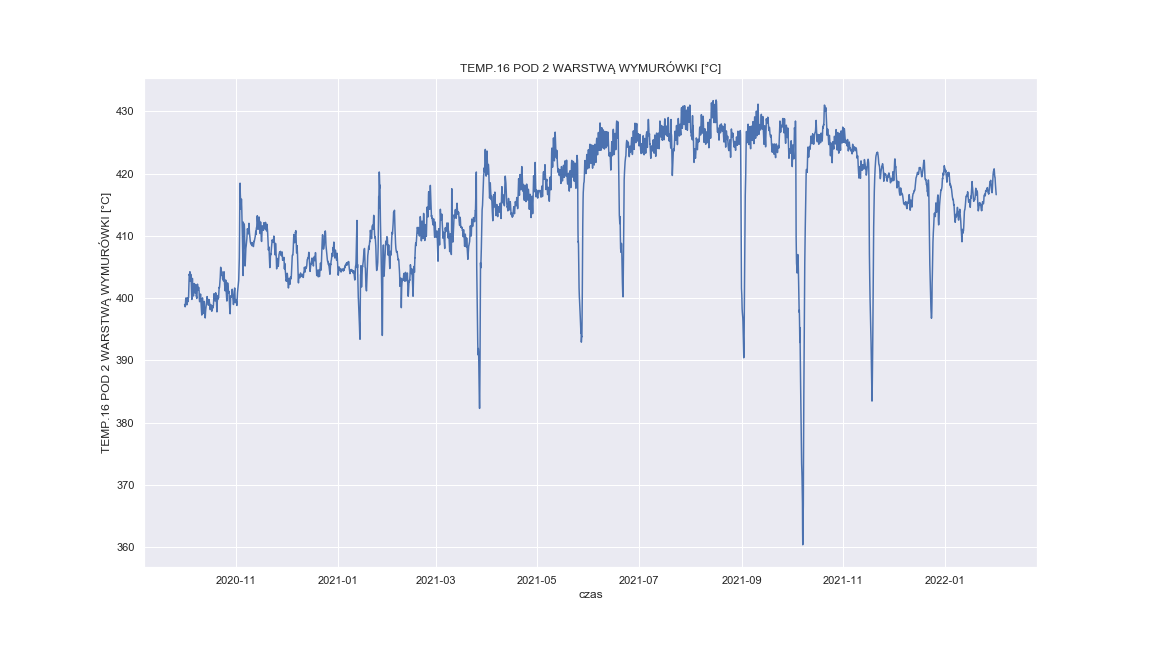 TEMP.16 POD 2 WARSTWĄ WYMURÓWKI [°C]
TEMP.16 POD 2 WARSTWĄ WYMURÓWKI [°C]
430
420
410
400
390
380
370
360
2020-11 2021-01 2021-03 2021-05 2021-07 2021-09 2021-11 2022-01
czas